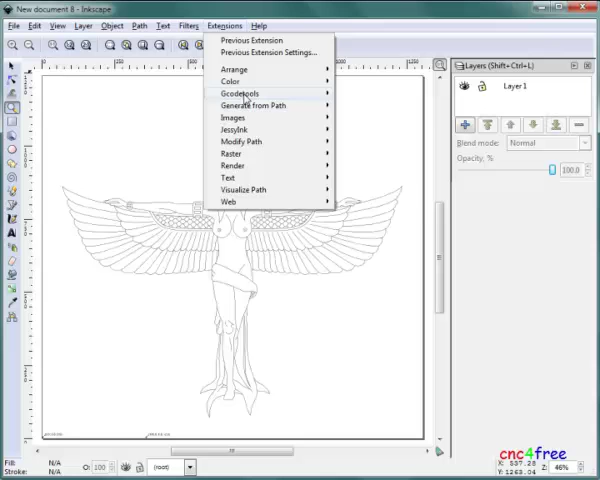 New document 8 - Inkscape
File Edit View Layer Object Path Text Filters Extensions Help
Previous Extension
Previous Extension Settings...
Arrange
Color
Gcodetools
Generate from Path
Images
JessyInk
Modify Path
Raster
Render
Text
Visualize Path
Web
Layers (Shift+Ctrl+L)
Layer 1
Blend mode: Normal
Opacity, % 100.0
cnc4free
Fill: N/A
Stroke: N/A
O: 100
(root)
X: 537.28
Y: 1263.04
Z: 46%